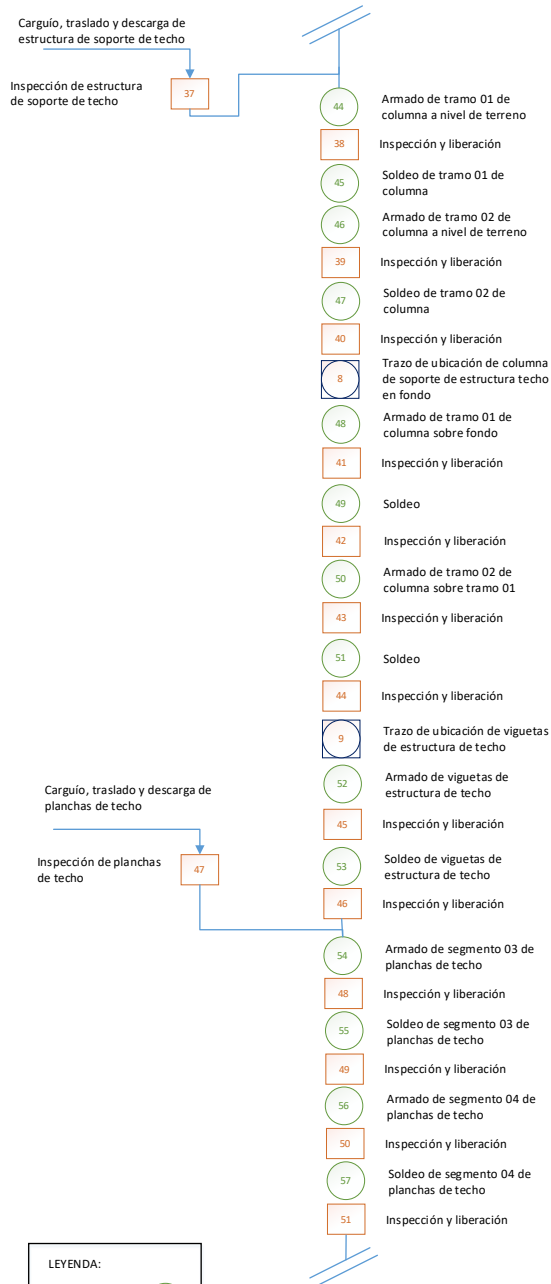 Carguío, traslado y descarga de
estructura de soporte de techo
Inspección de estructura
de soporte de techo
37
44
Armado de tramo 01 de
columna a nivel de terreno
38
Inspección y liberación
45
Soldeo de tramo 01 de
columna
46
Armado de tramo 02 de
columna a nivel de terreno
39
Inspección y liberación
47
Soldeo de tramo 02 de
columna
40
Inspección y liberación
8
Trazo de ubicación de columna
de soporte de estructura techo
en fondo
48
Armado de tramo 01 de
columna sobre fondo
41
Inspección y liberación
49
Soldeo
42
Inspección y liberación
50
Armado de tramo 02 de
columna sobre tramo 01
43
Inspección y liberación
51
Soldeo
44
Inspección y liberación
9
Trazo de ubicación de viguetas
de estructura de techo
52
Armado de viguetas de
estructura de techo
Carguío, traslado y descarga de
planchas de techo
45
Inspección y liberación
Inspección de planchas
de techo
47
53
Soldeo de viguetas de
estructura de techo
46
Inspección y liberación
54
Armado de segmento 03 de
planchas de techo
48
Inspección y liberación
55
Soldeo de segmento 03 de
planchas de techo
49
Inspección y liberación
56
Armado de segmento 04 de
planchas de techo
50
Inspección y liberación
57
Soldeo de segmento 04 de
planchas de techo
51
Inspección y liberación
LEYENDA: